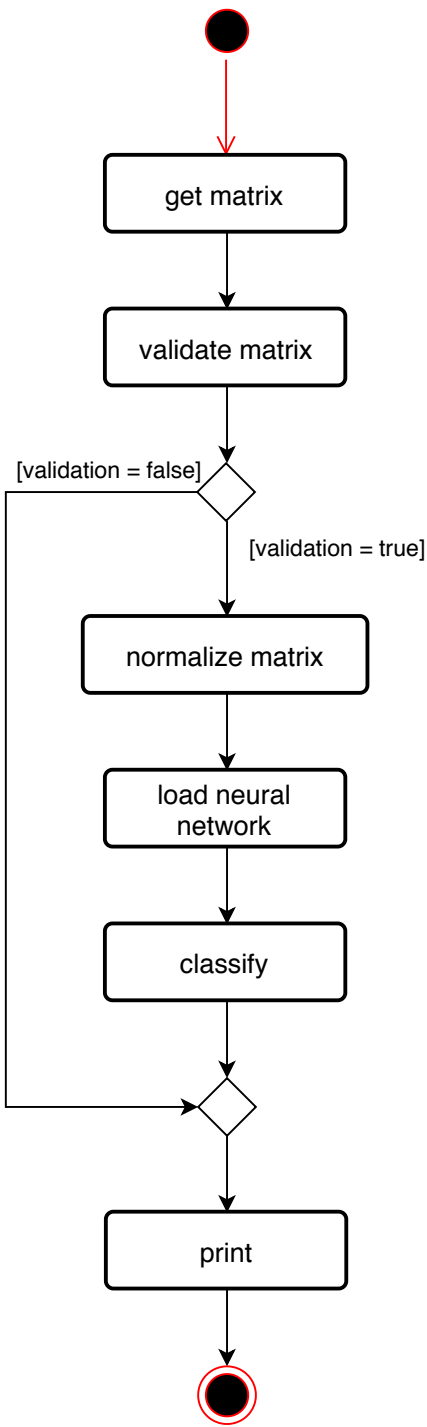 get matrix
validate matrix
[validation = false]
[validation = true]
normalize matrix
load neural
network
classify
print